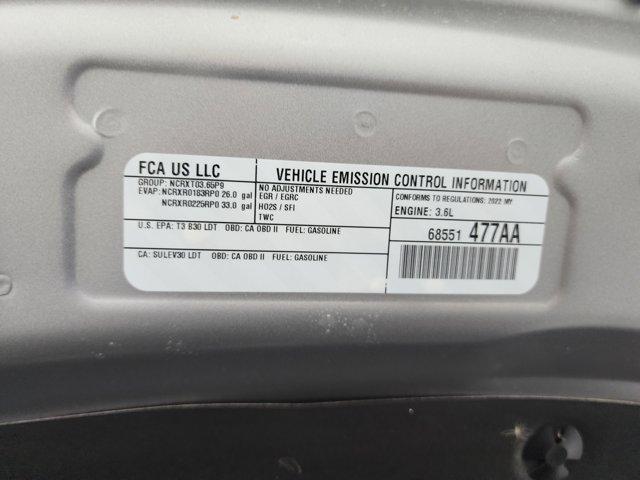 FCA US LLC
GROUP: NCRXT03.65P9
EVAP: NCRXR0183RP0 26.0 gal
NCRXR0225RP0 33.0 gal
VEHICLE EMISSION CONTROL INFORMATION
NO ADJUSTMENTS NEEDED
EGR / EGRC
HO2S / SFI
TWC
CONFORMS TO REGULATIONS: 2022 MY
ENGINE: 3.6L
U.S. EPA: T3 B30 LDT OBD: CA OBD II FUEL: GASOLINE
CA: SULEV30 LDT OBD: CA OBD II FUEL: GASOLINE
68551 477AA